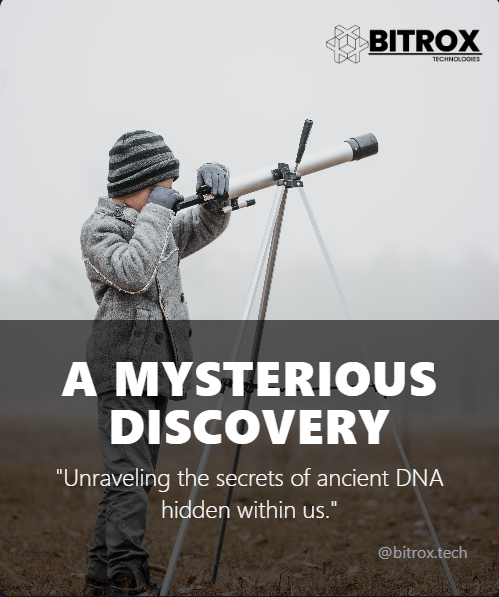 BITROX
TECHNOLOGIES
A MYSTERIOUS
DISCOVERY
"Unraveling the secrets of ancient DNA
hidden within us."
@bitrox.tech